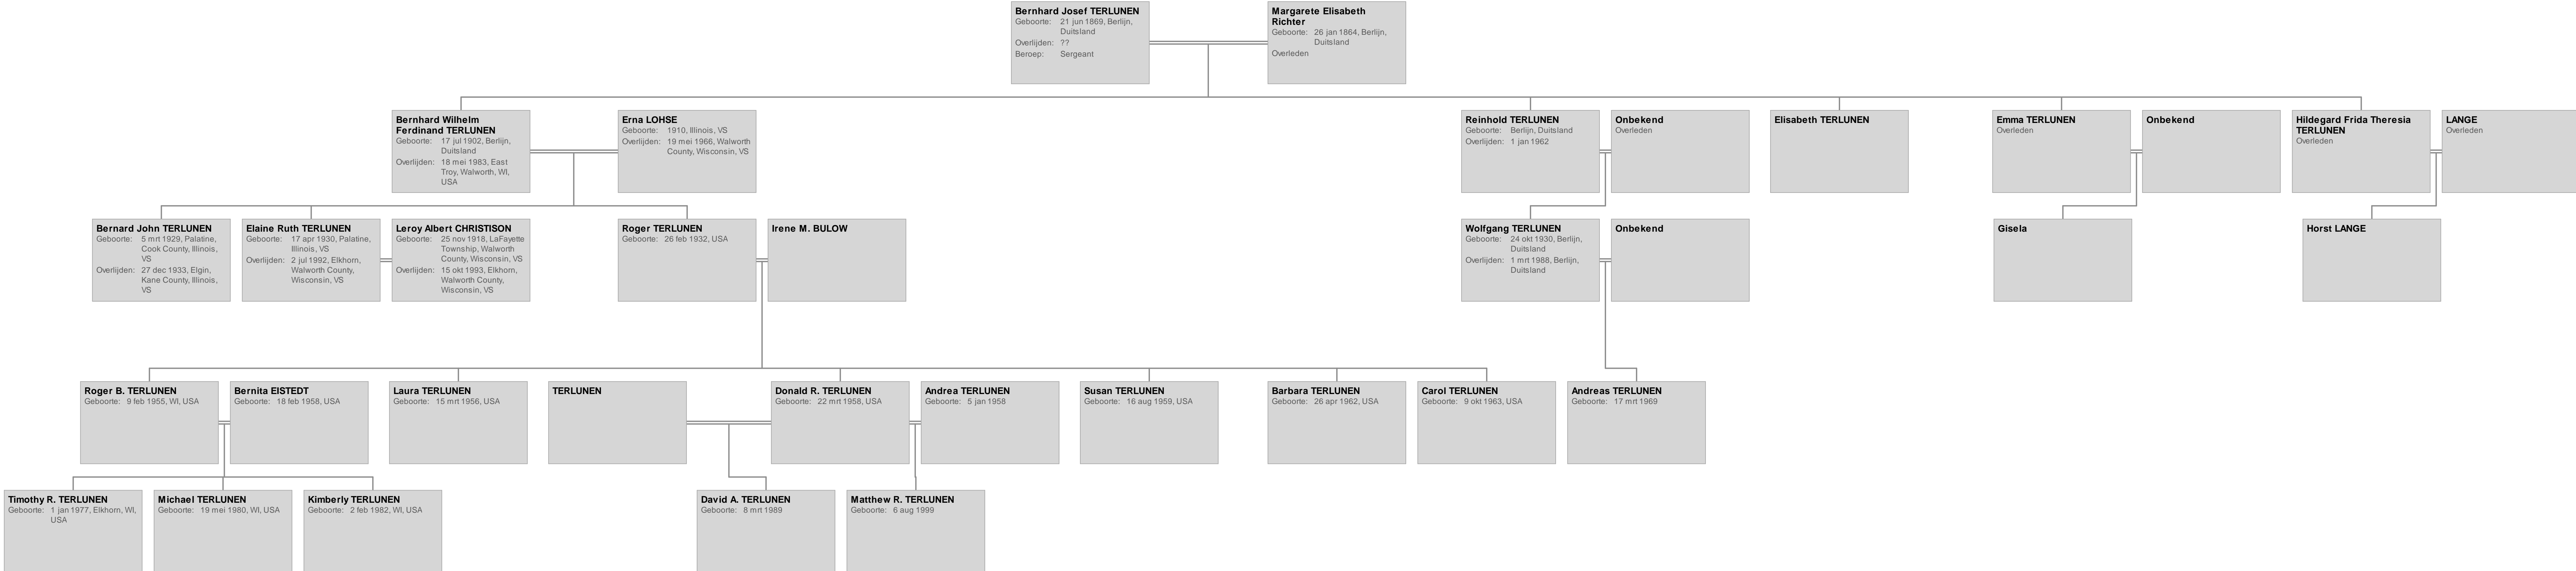 Bernhard Josef TERLUNEN
Geboorte: 21 jun 1869, Berlijn,
Duitsland
Overlijden: ??
Beroep: Sergeant
Margarete Elisabeth
Richter
Geboorte: 26 jan 1864, Berlijn,
Duitsland
Overleden
Bernhard Wilhelm
Ferdinand TERLUNEN
Geboorte: 17 jul 1902, Berlijn,
Duitsland
Overlijden: 18 mei 1983, East
Troy, Walworth, WI,
USA
Erna LOHSE
Geboorte: 1910, Illinois, VS
Overlijden: 19 mei 1966, Walworth
County, Wisconsin, VS
Reinhold TERLUNEN
Geboorte: Berlijn, Duitsland
Overlijden: 1 jan 1962
Onbekend
Overleden
Elisabeth TERLUNEN
Emma TERLUNEN
Overleden
Onbekend
Hildegard Frida Theresia
TERLUNEN
Overleden
LANGE
Overleden
Bernard John TERLUNEN
Geboorte: 5 mrt 1929, Palatine,
Cook County, Illinois,
VS
Overlijden: 27 dec 1933, Elgin,
Kane County, Illinois,
VS
Elaine Ruth TERLUNEN
Geboorte: 17 apr 1930, Palatine,
Illinois, VS
Overlijden: 2 jul 1992, Elkhorn,
Walworth County,
Wisconsin, VS
Leroy Albert CHRISTISON
Geboorte: 25 nov 1918, LaFayette
Township, Walworth
County, Wisconsin, VS
Overlijden: 15 okt 1993, Elkhorn,
Walworth County,
Wisconsin, VS
Roger TERLUNEN
Geboorte: 26 feb 1932, USA
Irene M. BULOW
Wolfgang TERLUNEN
Geboorte: 24 okt 1930, Berlijn,
Duitsland
Overlijden: 1 mrt 1988, Berlijn,
Duitsland
Onbekend
Gisela
Horst LANGE
Roger B. TERLUNEN
Geboorte: 9 feb 1955, WI, USA
Bernita EISTEDT
Geboorte: 18 feb 1958, USA
Laura TERLUNEN
Geboorte: 15 mrt 1956, USA
TERLUNEN
Donald R. TERLUNEN
Geboorte: 22 mrt 1958, USA
Andrea TERLUNEN
Geboorte: 5 jan 1958
Susan TERLUNEN
Geboorte: 16 aug 1959, USA
Barbara TERLUNEN
Geboorte: 26 apr 1962, USA
Carol TERLUNEN
Geboorte: 9 okt 1963, USA
Andreas TERLUNEN
Geboorte: 17 mrt 1969
Timothy R. TERLUNEN
Geboorte: 1 jan 1977, Elkhorn, WI,
USA
Michael TERLUNEN
Geboorte: 19 mei 1980, WI, USA
Kimberly TERLUNEN
Geboorte: 2 feb 1982, WI, USA
David A. TERLUNEN
Geboorte: 8 mrt 1989
Matthew R. TERLUNEN
Geboorte: 6 aug 1999